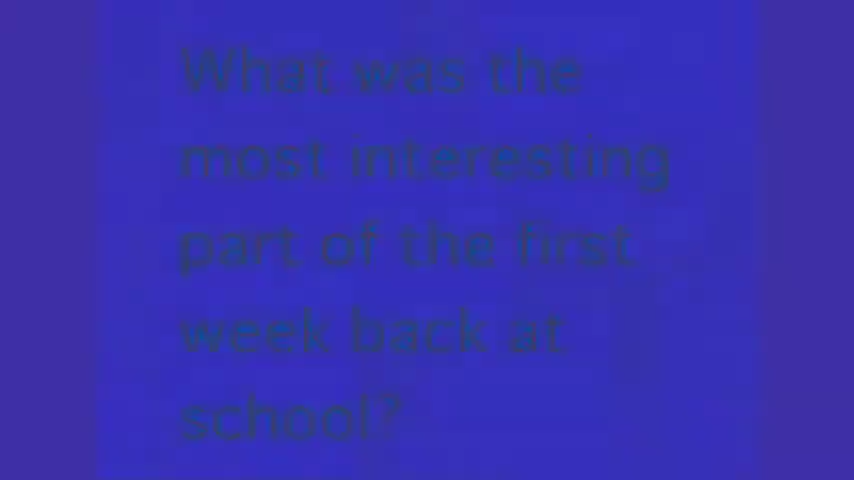 What was the
most interesting
part of the first
week back at
school?